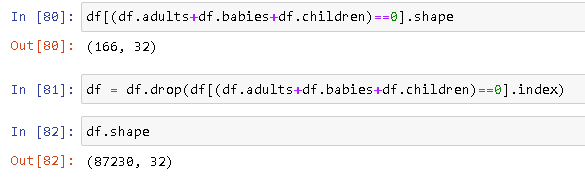 In [80]: df[(df.adults+df.babies+df.children)==0].shape
Out[80]: (166, 32)
In [81]: df = df.drop(df[(df.adults+df.babies+df.children)==0].index)
In [82]: df.shape
Out[82]: (87230, 32)